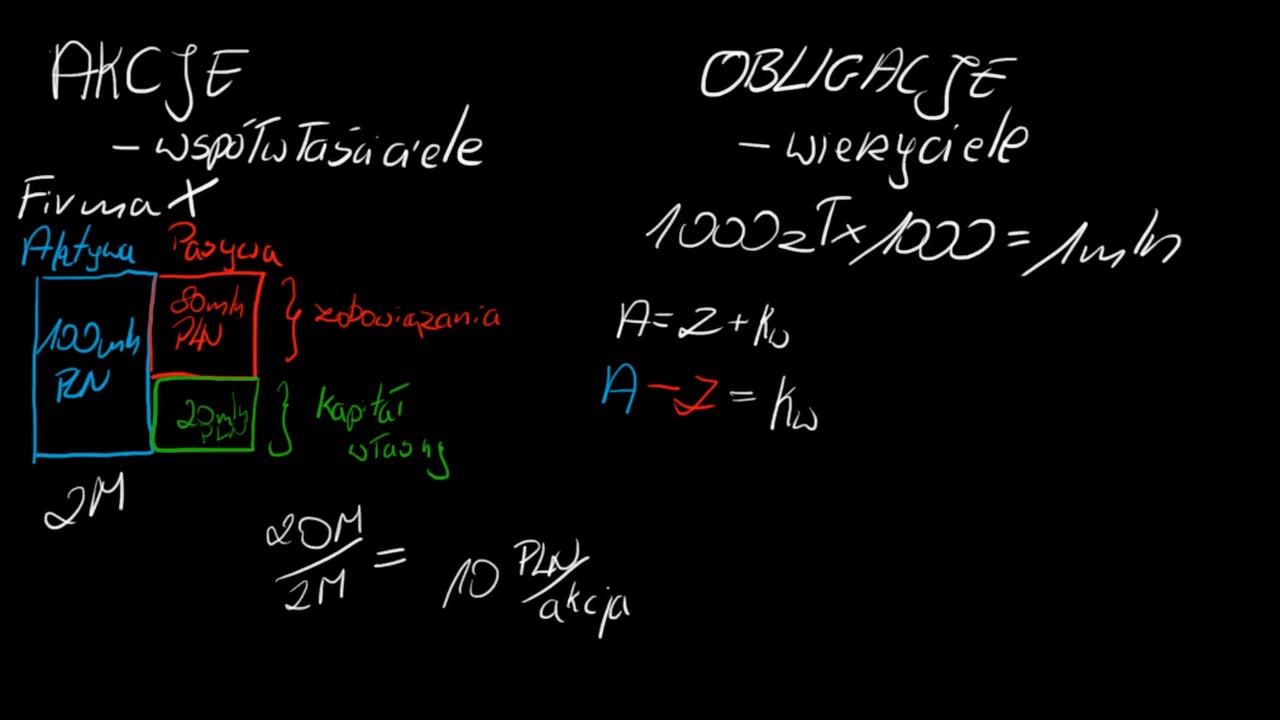 AKCJE
- współwłaściciele
Firma X
Aktywa
Pasywa
100mln
PLN
80mln
PLN
} zobowiązania
20mln
PLN
} kapitał
własny
2M
20M
/
2M
=
10 PLN/akcja
OBLIGACJE
- wierzyciele
1000zł x 1000 = 1mln
A = Z + Kw
A - Z = Kw